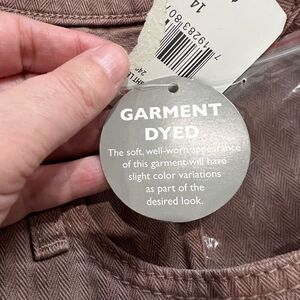 14
GARMENT
DYED
The soft, well-worn appearance
of this garment will have
slight color variations
as part of the
desired look.